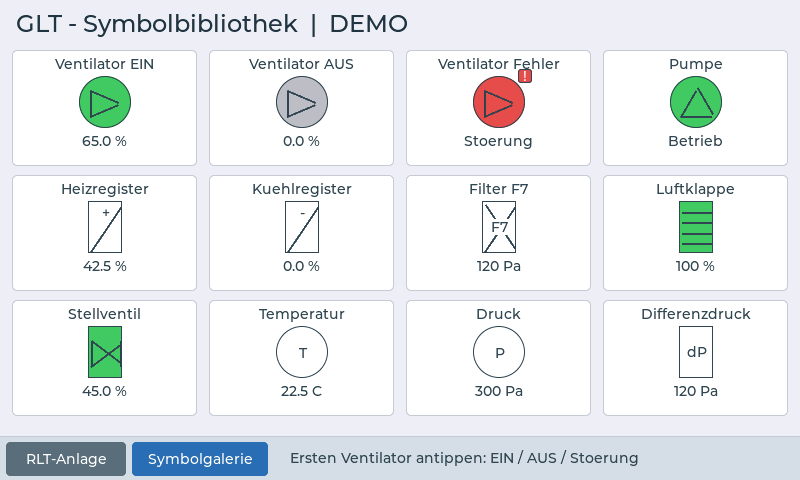 GLT - Symbolbibliothek | DEMO
Ventilator EIN
65.0 %
Ventilator AUS
0.0 %
Ventilator Fehler
!
Stoerung
Pumpe
Betrieb
Heizregister
+
42.5 %
Kuehlregister
-
0.0 %
Filter F7
F7
120 Pa
Luftklappe
100 %
Stellventil
45.0 %
Temperatur
T
22.5 C
Druck
P
300 Pa
Differenzdruck
dP
120 Pa
RLT-Anlage
Symbolgalerie
Ersten Ventilator antippen: EIN / AUS / Stoerung